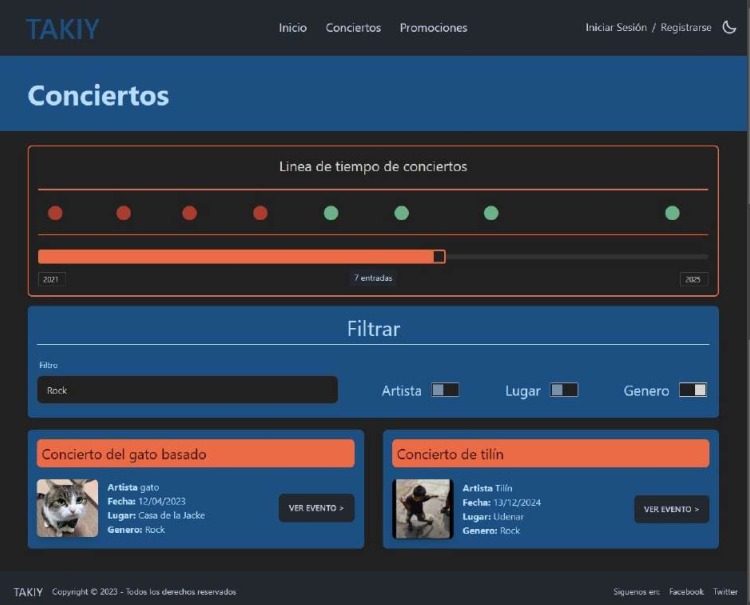 TAKIY
Inicio Conciertos Promociones
Iniciar Sesión / Registrarse
Conciertos
Linea de tiempo de conciertos
2021 7 entradas 2025
Filtrar
Filtro
Rock
Artista Lugar Genero
Concierto del gato basado
Artista gato
Fecha: 12/04/2023
Lugar: Casa de la Jacke
Genero: Rock
VER EVENTO >
Concierto de tilín
Artista Tilín
Fecha: 13/12/2024
Lugar: Udenar
Genero: Rock
VER EVENTO >
TAKIY Copyright © 2023 - Todos los derechos reservados
Siguenos en: Facebook Twitter